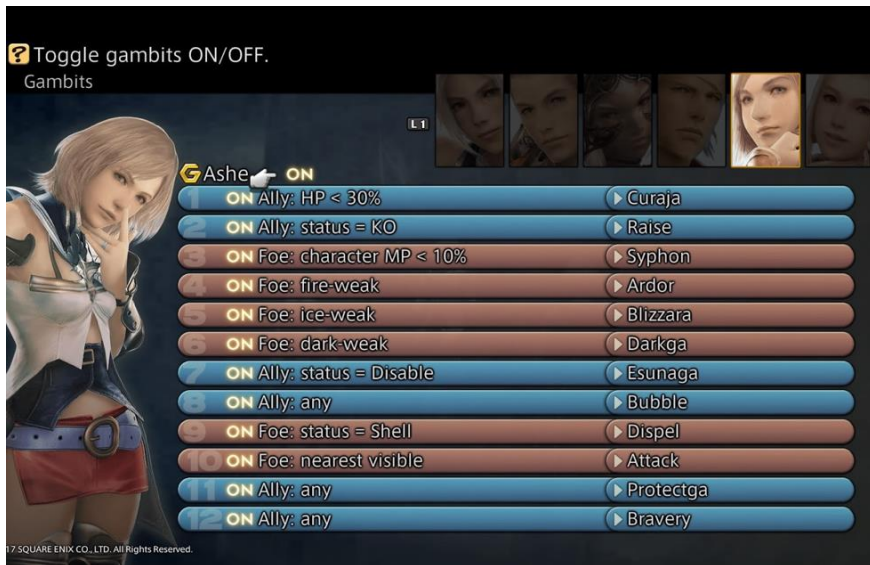 ? Toggle gambits ON/OFF.
Gambits
L1
G Ashe ON
1 ON Ally: HP < 30% Curaja
2 ON Ally: status = KO Raise
3 ON Foe: character MP < 10% Syphon
4 ON Foe: fire-weak Ardor
5 ON Foe: ice-weak Blizzara
6 ON Foe: dark-weak Darkga
7 ON Ally: status = Disable Esunaga
8 ON Ally: any Bubble
9 ON Foe: status = Shell Dispel
10 ON Foe: nearest visible Attack
11 ON Ally: any Protectga
12 ON Ally: any Bravery
17 SQUARE ENIX CO., LTD. All Rights Reserved.